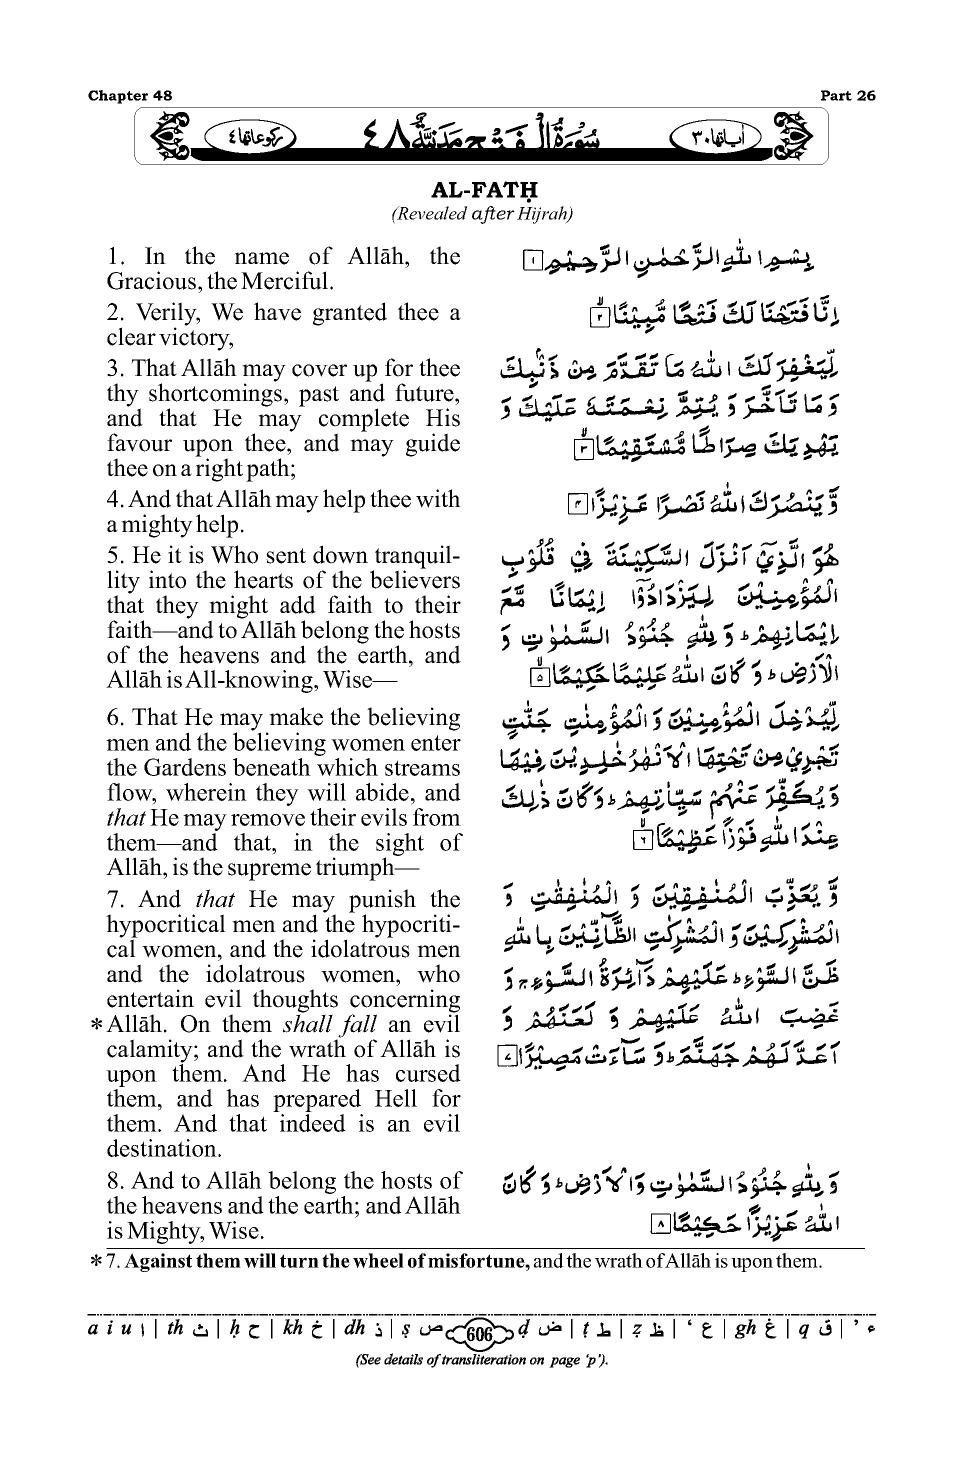 Chapter 48
Part 26
رکوعاتها ٤
سُوْرَةُ الْفَتْحِ مَدَنِيَّةٌ ٤٨
اٰیاتها ٣٠
AL-FATḤ
(Revealed after Hijrah)
1. In the name of Allāh, the
Gracious, the Merciful.
2. Verily, We have granted thee a
clear victory,
3. That Allāh may cover up for thee
thy shortcomings, past and future,
and that He may complete His
favour upon thee, and may guide
thee on a right path;
4. And that Allāh may help thee with
a mighty help.
5. He it is Who sent down tranquil-
lity into the hearts of the believers
that they might add faith to their
faith—and to Allāh belong the hosts
of the heavens and the earth, and
Allāh is All-knowing, Wise—
6. That He may make the believing
men and the believing women enter
the Gardens beneath which streams
flow, wherein they will abide, and
that He may remove their evils from
them—and that, in the sight of
Allāh, is the supreme triumph—
7. And that He may punish the
hypocritical men and the hypocriti-
cal women, and the idolatrous men
and the idolatrous women, who
entertain evil thoughts concerning
*Allāh. On them shall fall an evil
calamity; and the wrath of Allāh is
upon them. And He has cursed
them, and has prepared Hell for
them. And that indeed is an evil
destination.
8. And to Allāh belong the hosts of
the heavens and the earth; and Allāh
is Mighty, Wise.
بِسْمِ اللّٰهِ الرَّحْمٰنِ الرَّحِيْمِ ١
اِنَّا فَتَحْنَا لَكَ فَتْحًا مُّبِيْنًا ٢
لِّيَغْفِرَ لَكَ اللّٰهُ مَا تَقَدَّمَ مِنْ ذَنْۢبِكَ
وَ مَا تَاَخَّرَ وَ يُتِمَّ نِعْمَتَهٗ عَلَيْكَ وَ
يَهْدِيَكَ صِرَاطًا مُّسْتَقِيْمًا ٣
وَّ يَنْصُرَكَ اللّٰهُ نَصْرًا عَزِيْزًا ٤
هُوَ الَّذِيْۤ اَنْزَلَ السَّكِيْنَةَ فِيْ قُلُوْبِ
الْمُؤْمِنِيْنَ لِيَزْدَادُوْۤا اِيْمَانًا مَّعَ
اِيْمَانِهِمْ ؕ وَ لِلّٰهِ جُنُوْدُ السَّمٰوٰتِ وَ
الْاَرْضِ ؕ وَ كَانَ اللّٰهُ عَلِيْمًا حَكِيْمًا ٥
لِّيُدْخِلَ الْمُؤْمِنِيْنَ وَ الْمُؤْمِنٰتِ جَنّٰتٍ
تَجْرِيْ مِنْ تَحْتِهَا الْاَنْهٰرُ خٰلِدِيْنَ فِيْهَا
وَ يُكَفِّرَ عَنْهُمْ سَيِّاٰتِهِمْ ؕ وَ كَانَ ذٰلِكَ
عِنْدَ اللّٰهِ فَوْزًا عَظِيْمًا ٦
وَّ يُعَذِّبَ الْمُنٰفِقِيْنَ وَ الْمُنٰفِقٰتِ وَ
الْمُشْرِكِيْنَ وَ الْمُشْرِكٰتِ الظَّآنِّيْنَ بِاللّٰهِ
ظَنَّ السَّوْءِ ؕ عَلَيْهِمْ دَآئِرَةُ السَّوْءِ ۚ وَ
غَضِبَ اللّٰهُ عَلَيْهِمْ وَ لَعَنَهُمْ وَ
اَعَدَّ لَهُمْ جَهَنَّمَ ؕ وَ سَآءَتْ مَصِيْرًا ٧
وَ لِلّٰهِ جُنُوْدُ السَّمٰوٰتِ وَ الْاَرْضِ ؕ وَ كَانَ
اللّٰهُ عَزِيْزًا حَكِيْمًا ٨
* 7. Against them will turn the wheel of misfortune, and the wrath of Allāh is upon them.
a i u ا | th ث | ḥ ح | kh خ | dh ذ | ṣ ص 606 ḍ ض | ṭ ط | ẓ ظ | ‘ ع | gh غ | q ق | ’ ء
(See details of transliteration on page ‘p’).